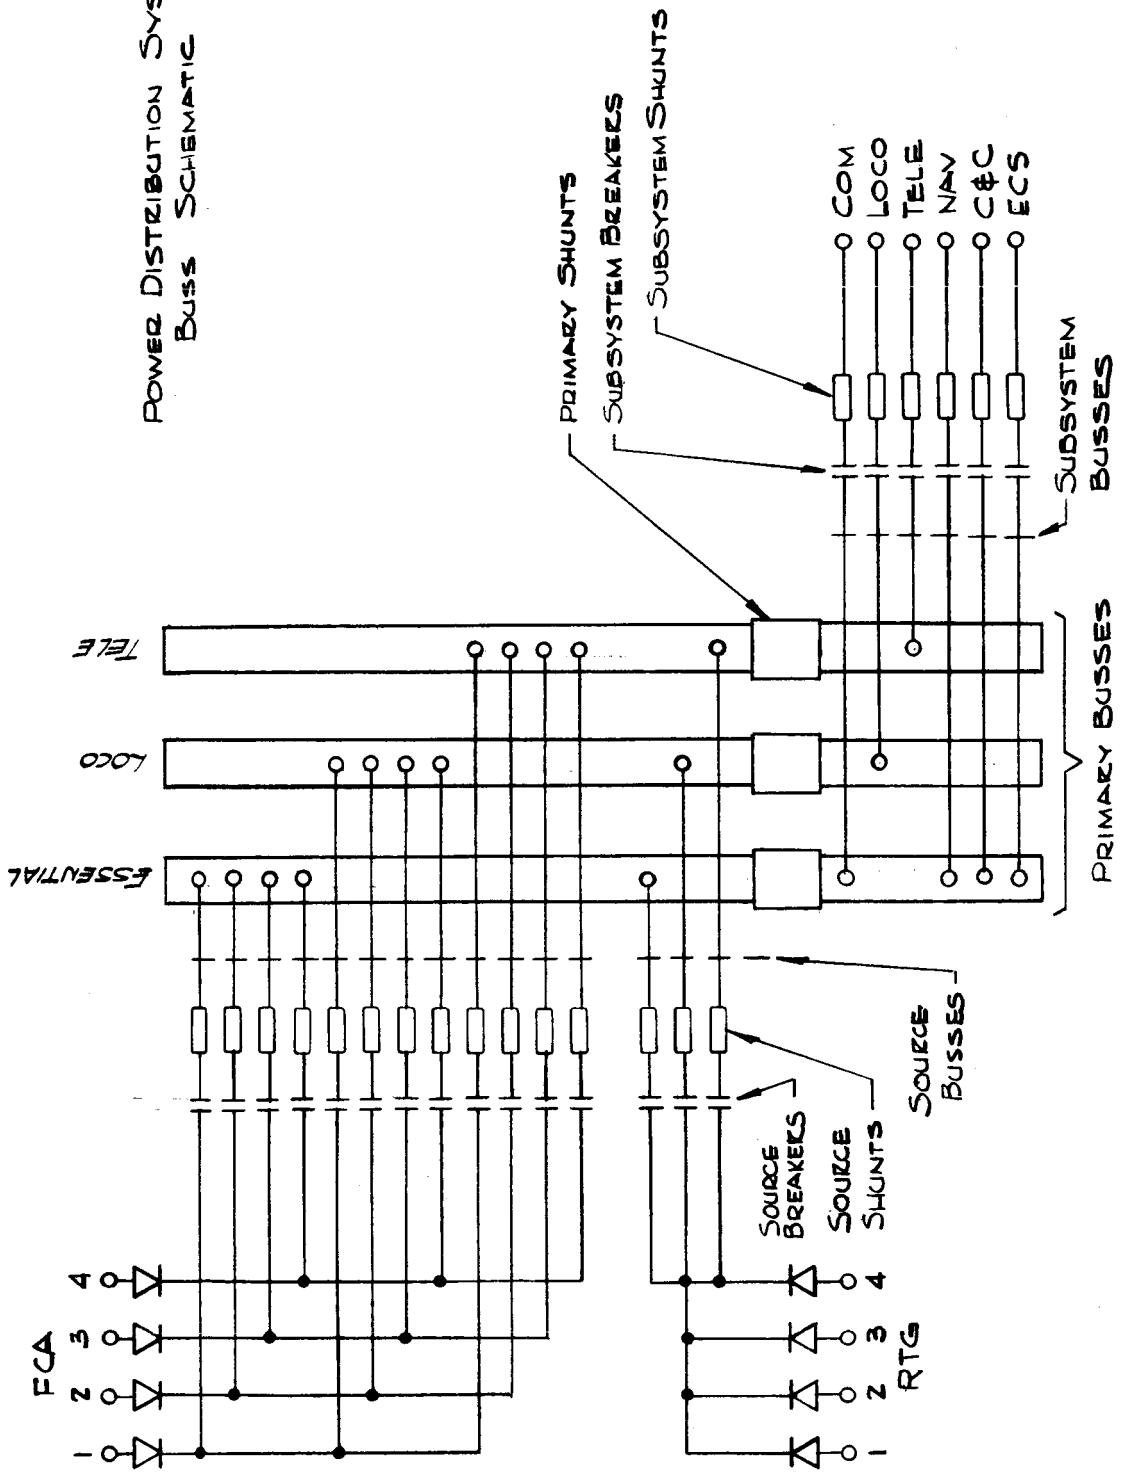 POWER DISTRIBUTION
BUSS SCHEMATIC
PRIMARY SHUNTS
SUBSYSTEM BREAKERS
SUBSYSTEM SHUNTS
COM
LOCO
TELE
NAV
C&C
ECS
SUBSYSTEM
BUSSES
TELE
LOCO
ESSENTIAL
PRIMARY BUSSES
SOURCE
BUSSES
SOURCE
BREAKERS
SOURCE
SHUNTS
FCA
1 2 3 4
1 2 3 4
RTG